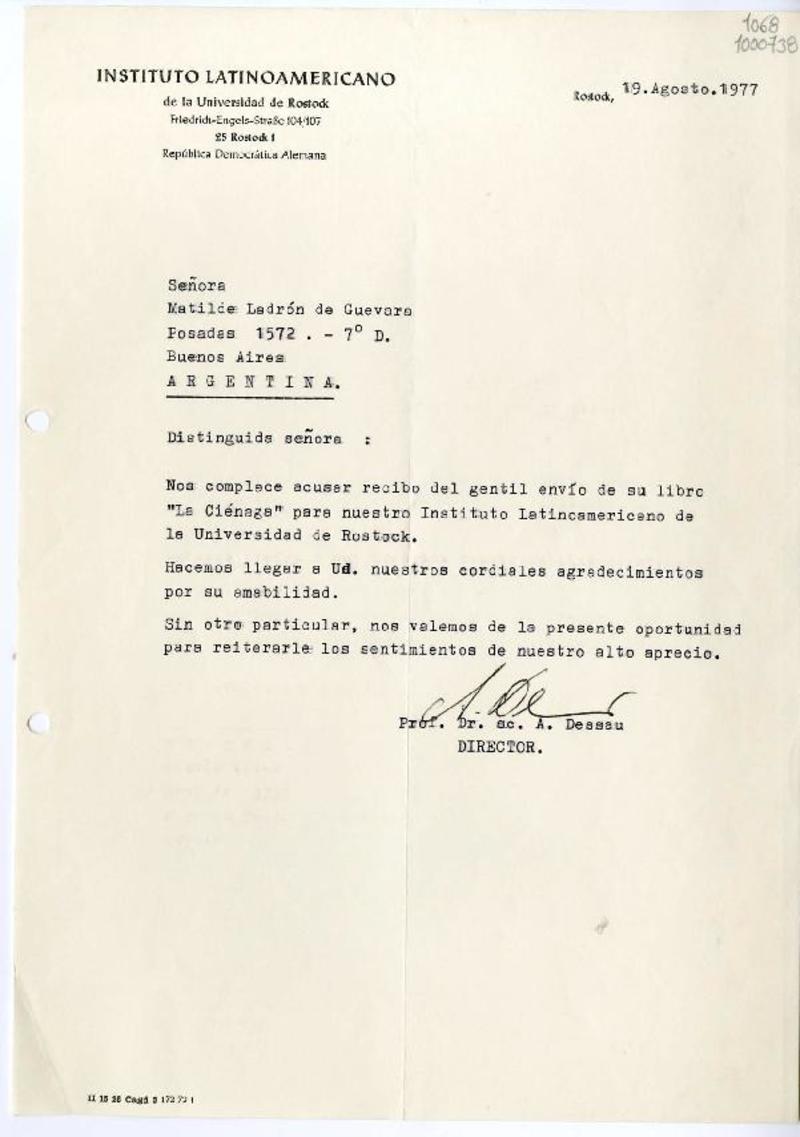 1068
1000738
INSTITUTO LATINOAMERICANO
de la Universidad de Rostock
Friedrich-Engels-Straße 104/107
25 Rostock 1
República Democrática Alemana
Rostock, 19.Agosto.1977
Señora
Matilde Ladrón de Guevara
Posadas 1572 . - 7° D.
Buenos Aires
A R G E N T I N A.
Distinguida señora :
Nos complace acusar recibo del gentil envío de su libro
"La Ciénaga" para nuestro Instituto Latinoamericano de
la Universidad de Rostock.
Hacemos llegar a Ud. nuestros cordiales agradecimientos
por su amabilidad.
Sin otro particular, nos valemos de la presente oportunidad
para reiterarle los sentimientos de nuestro alto aprecio.
Prof. Dr. sc. A. Dessau
DIRECTOR.